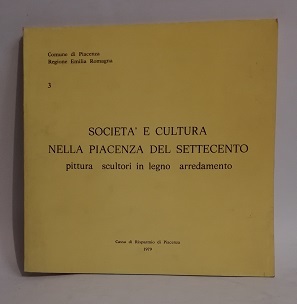 Comune di Piacenza
Regione Emilia Romagna
3
SOCIETA' E CULTURA
NELLA PIACENZA DEL SETTECENTO
pittura scultori in legno arredamento
Cassa di Risparmio di Piacenza
1979